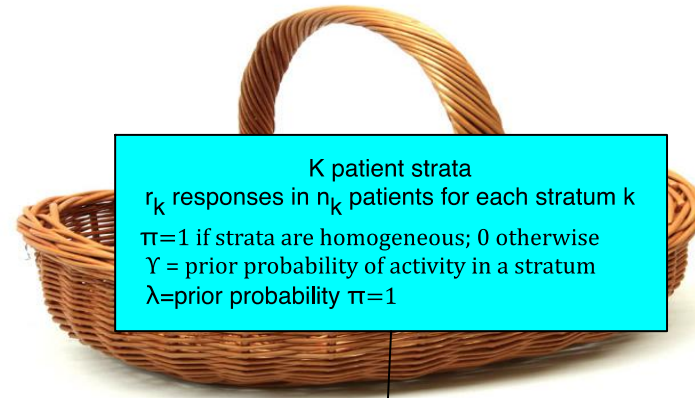 K patient strata
rₖ responses in nₖ patients for each stratum k
π=1 if strata are homogeneous; 0 otherwise
ϒ = prior probability of activity in a stratum
λ=prior probability π=1